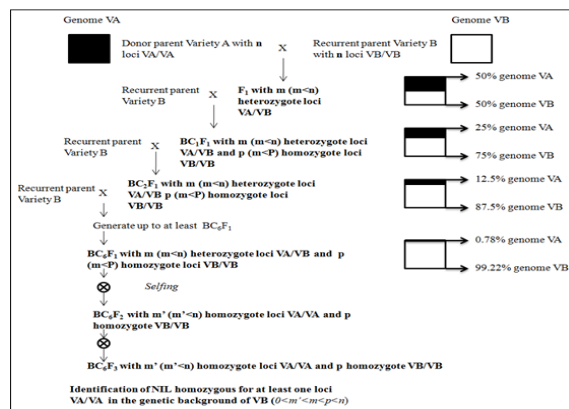 Genome VA
Genome VB
Donor parent Variety A with n
loci VA/VA
X
Recurrent parent Variety B
with n loci VB/VB
50% genome VA
50% genome VB
Recurrent parent
Variety B
X
F1 with m (m<n)
heterozygote loci
VA/VB
25% genome VA
75% genome VB
Recurrent parent
Variety B
X
BC1F1 with m (m<n) heterozygote loci
VA/VB and p (m<P) homozygote loci
VB/VB
12.5% genome VA
87.5% genome VB
Recurrent parent
Variety B
X
BC2F1 with m (m<n) heterozygote loci
VA/VB p (m<P) homozygote loci
VB/VB
Generate up to at least BC6F1
0.78% genome VA
99.22% genome VB
BC6F1 with m (m<n) heterozygote loci VA/VB and p
(m<P) homozygote loci VB/VB
Selfing
BC6F2 with m' (m'<n) homozygote loci VA/VA and p
homozygote VB/VB
BC6F3 with m' (m'<n) homozygote loci VA/VA and p homozygote VB/VB
Identification of NIL homozygous for at least one loci
VA/VA in the genetic background of VB (0<m'<m<p<n)